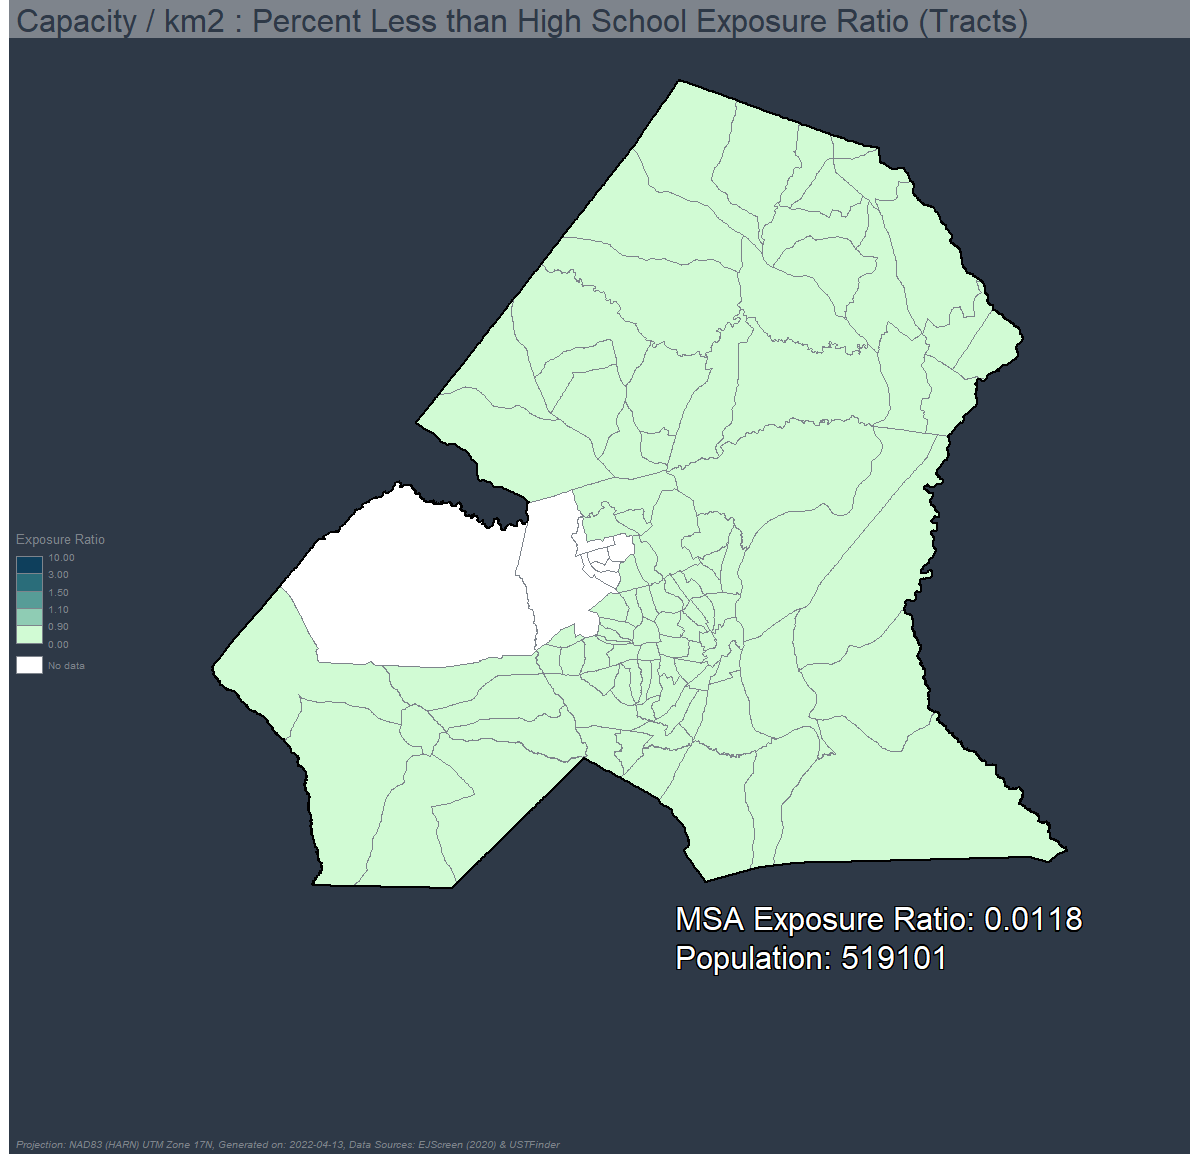 Capacity / km2 : Percent Less than High School Exposure Ratio (Tracts)
Exposure Ratio
10.00
3.00
1.50
1.10
0.90
0.00
No data
MSA Exposure Ratio: 0.0118
Population: 519101
Projection: NAD83 (HARN) UTM Zone 17N, Generated on: 2022-04-13, Data Sources: EJScreen (2020) & USTFinder